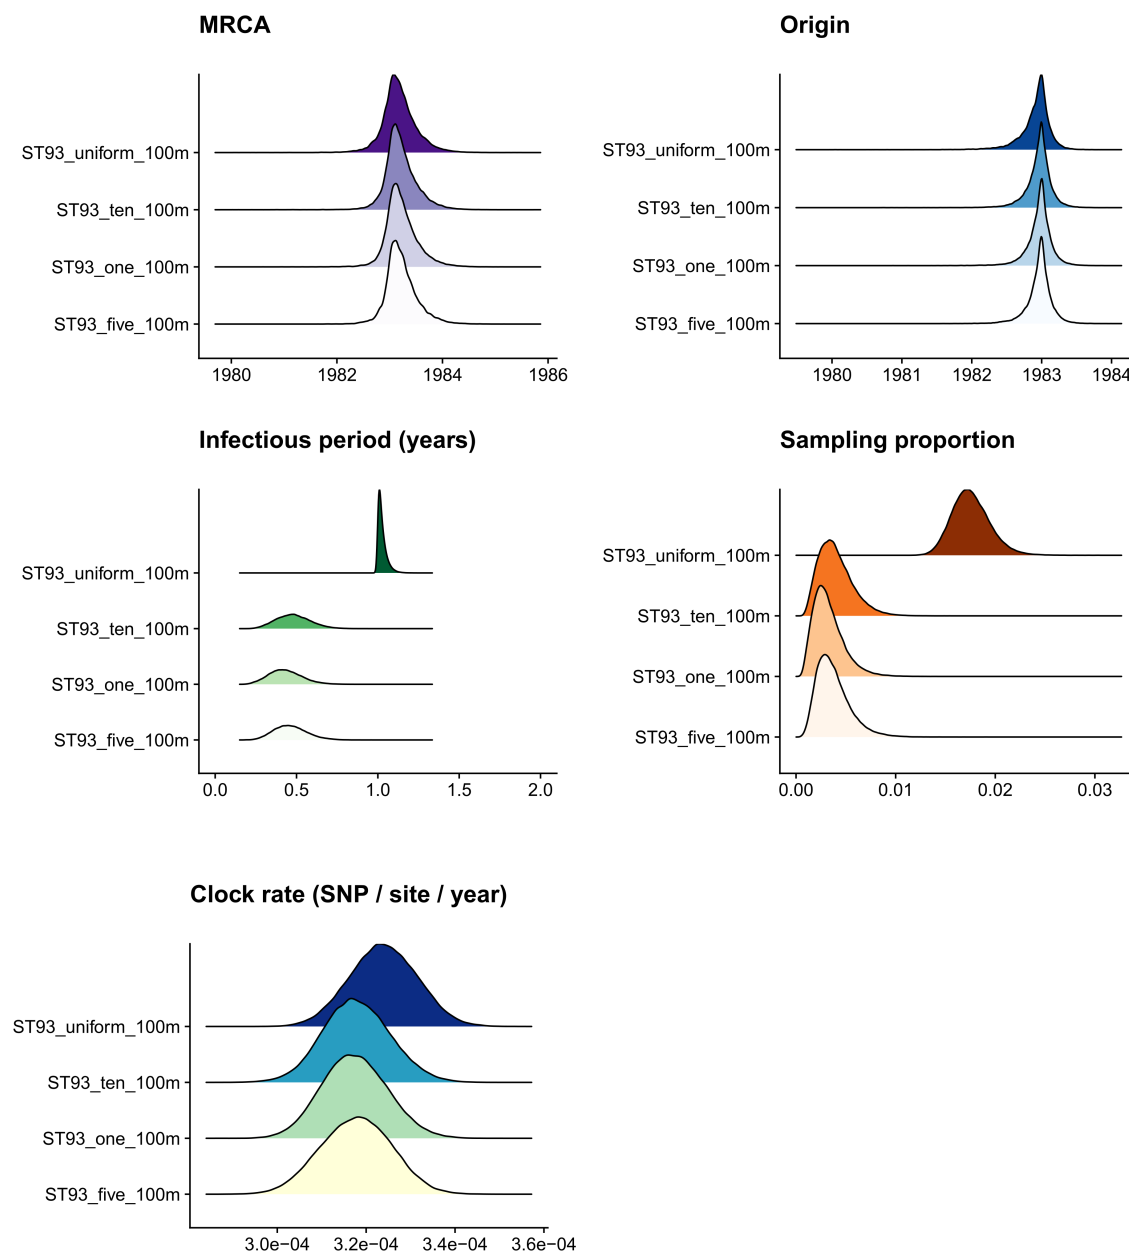 MRCA
ST93_uniform_100m
ST93_ten_100m
ST93_one_100m
ST93_five_100m
1980 1982 1984 1986
Origin
ST93_uniform_100m
ST93_ten_100m
ST93_one_100m
ST93_five_100m
1980 1981 1982 1983 1984
Infectious period (years)
ST93_uniform_100m
ST93_ten_100m
ST93_one_100m
ST93_five_100m
0.0 0.5 1.0 1.5 2.0
Sampling proportion
ST93_uniform_100m
ST93_ten_100m
ST93_one_100m
ST93_five_100m
0.00 0.01 0.02 0.03
Clock rate (SNP / site / year)
ST93_uniform_100m
ST93_ten_100m
ST93_one_100m
ST93_five_100m
3.0e−04 3.2e−04 3.4e−04 3.6e−04